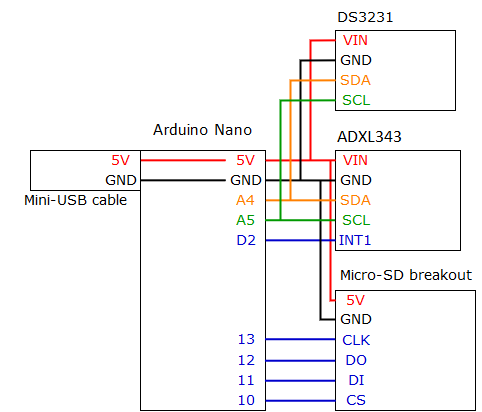 DS3231
VIN
GND
SDA
SCL
Arduino Nano
ADXL343
5V 5V VIN
GND GND GND
Mini-USB cable A4 SDA
A5 SCL
D2 INT1
Micro-SD breakout
5V
GND
13 CLK
12 DO
11 DI
10 CS